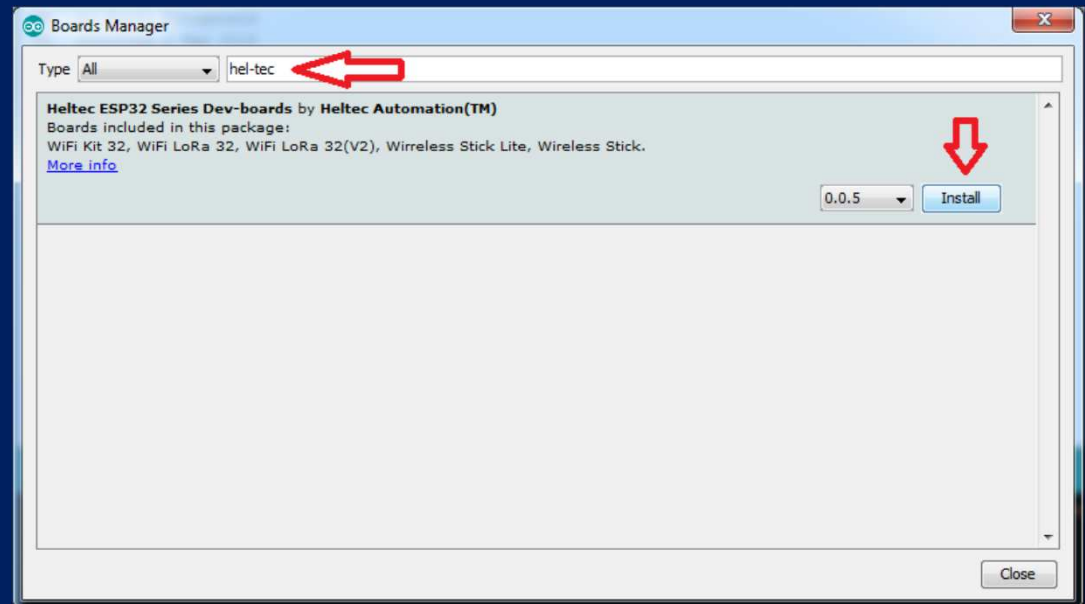 Boards Manager
Type All hel-tec
Heltec ESP32 Series Dev-boards by Heltec Automation(TM)
Boards included in this package:
WiFi Kit 32, WiFi LoRa 32, WiFi LoRa 32(V2), Wirreless Stick Lite, Wireless Stick.
More info
0.0.5 Install
Close